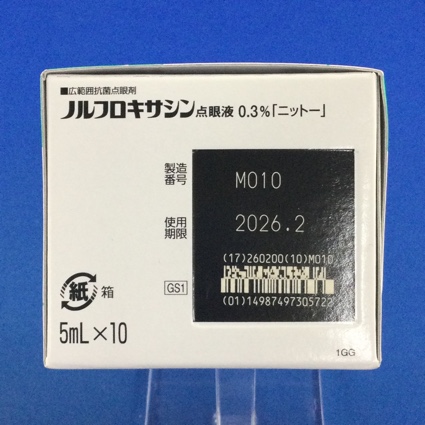 ■広範囲抗菌点眼剤
ノルフロキサシン点眼液 0.3%「ニットー」
製造番号 M010
使用期限 2026.2
(17)260200(10)M010
(01)14987497305722
GS1
紙 箱
5mL×10
1GG